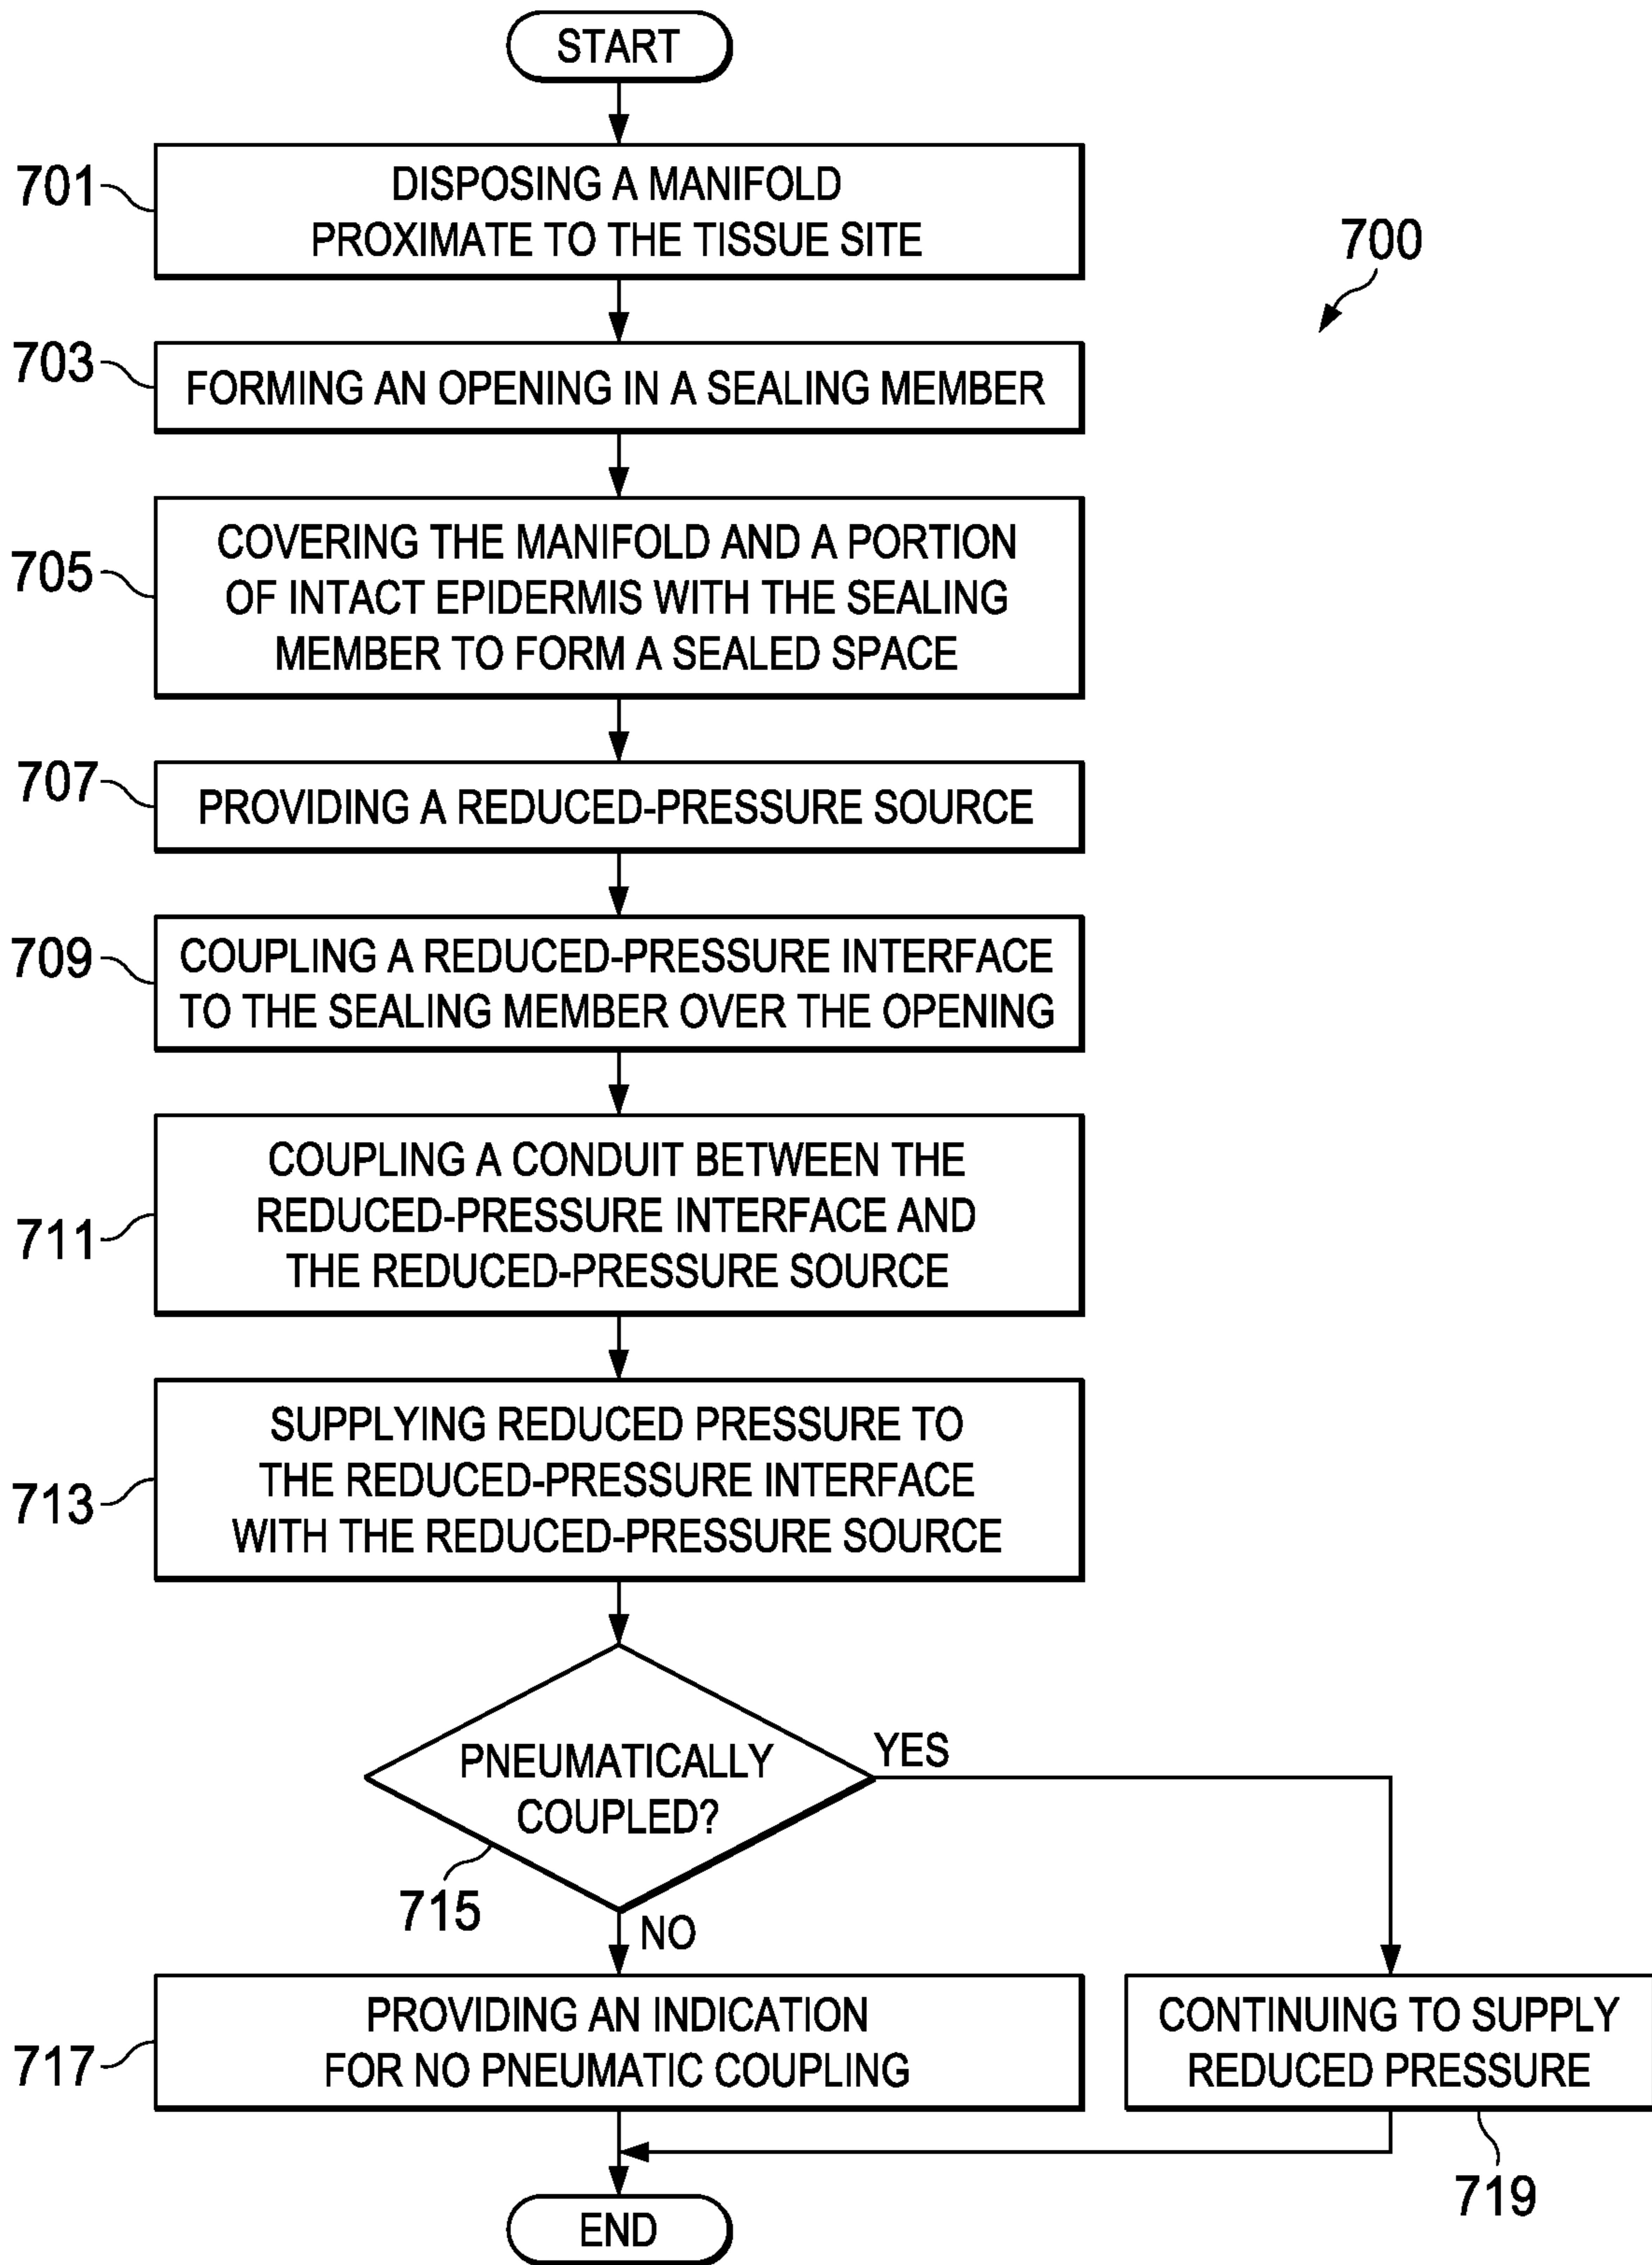 START
701
DISPOSING A MANIFOLD
PROXIMATE TO THE TISSUE SITE
700
703
FORMING AN OPENING IN A SEALING MEMBER
705
COVERING THE MANIFOLD AND A PORTION
OF INTACT EPIDERMIS WITH THE SEALING
MEMBER TO FORM A SEALED SPACE
707
PROVIDING A REDUCED-PRESSURE SOURCE
709
COUPLING A REDUCED-PRESSURE INTERFACE
TO THE SEALING MEMBER OVER THE OPENING
711
COUPLING A CONDUIT BETWEEN THE
REDUCED-PRESSURE INTERFACE AND
THE REDUCED-PRESSURE SOURCE
713
SUPPLYING REDUCED PRESSURE TO
THE REDUCED-PRESSURE INTERFACE
WITH THE REDUCED-PRESSURE SOURCE
PNEUMATICALLY
COUPLED?
YES
715
NO
717
PROVIDING AN INDICATION
FOR NO PNEUMATIC COUPLING
CONTINUING TO SUPPLY
REDUCED PRESSURE
719
END